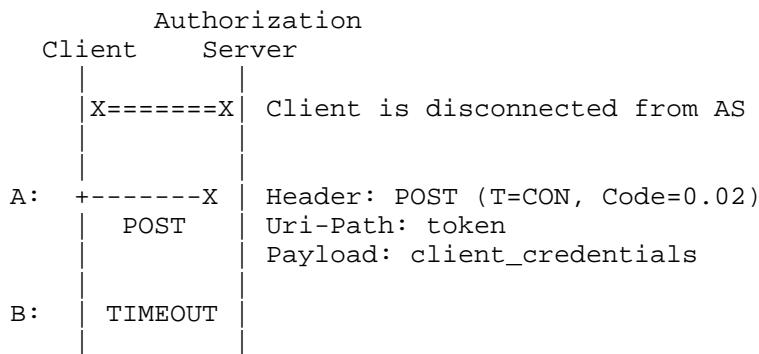 Authorization
Client Server
X=======X Client is disconnected from AS
A: +-------X Header: POST (T=CON, Code=0.02)
POST Uri-Path: token
Payload: client_credentials
B: TIMEOUT